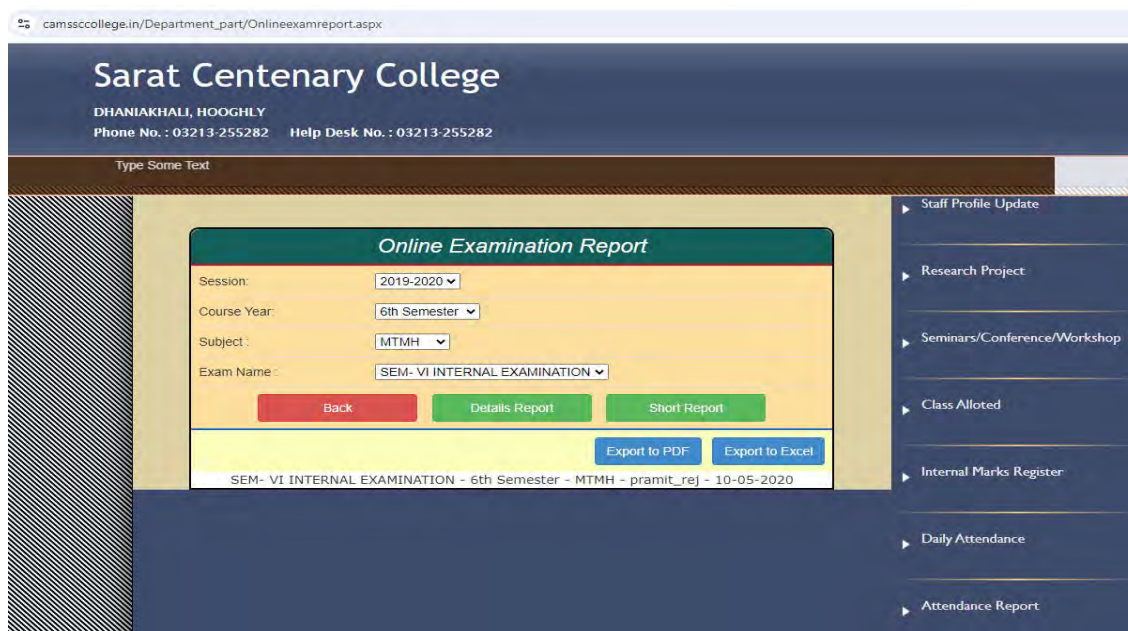 camssccollege.in/Department_part/Onlineexamreport.aspx
Sarat Centenary College
DHANIAKHALI, HOOGHLY
Phone No. : 03213-255282 Help Desk No. : 03213-255282
Type Some Text
Online Examination Report
Session: 2019-2020
Course Year: 6th Semester
Subject : MTMH
Exam Name : SEM- VI INTERNAL EXAMINATION
Back Details Report Short Report
Export to PDF Export to Excel
SEM- VI INTERNAL EXAMINATION - 6th Semester - MTMH - pramit_rej - 10-05-2020
Staff Profile Update
Research Project
Seminars/Conference/Workshop
Class Alloted
Internal Marks Register
Daily Attendance
Attendance Report